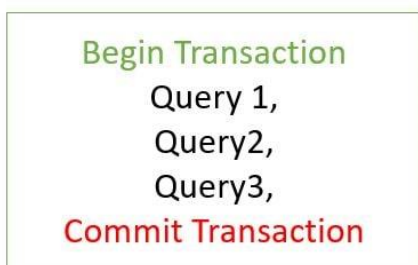 Begin Transaction
Query 1,
Query2,
Query3,
Commit Transaction